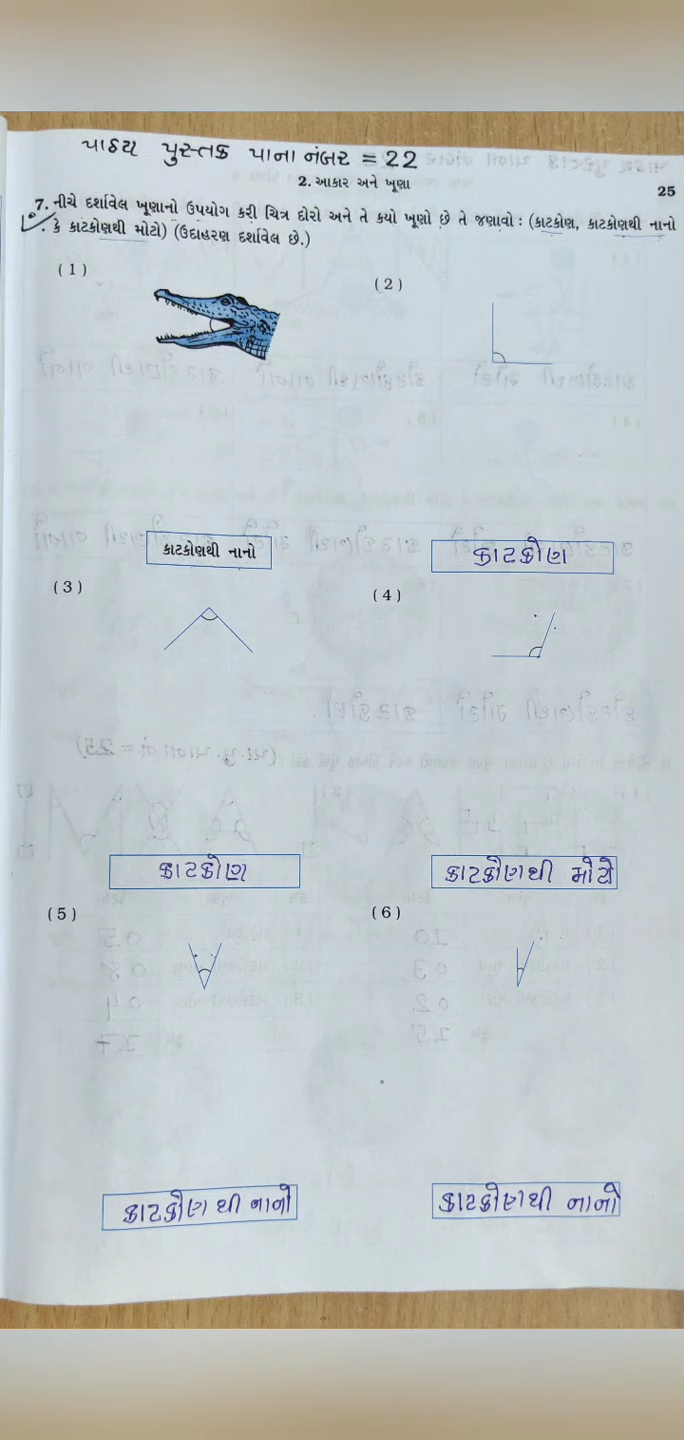 પાઠય પુસ્તક પાના નંબર = 22
2. આકાર અને ખૂણા
25
7. નીચે દર્શાવેલ ખૂણાનો ઉપયોગ કરી ચિત્ર દોરો અને તે કયો ખૂણો છે તે જણાવો : (કાટકોણ, કાટકોણથી નાનો
કે કાટકોણથી મોટો) (ઉદાહરણ દર્શાવેલ છે.)
(1)
(2)
કાટકોણથી નાનો
કાટકોણ
(3)
(4)
કાટકોણ
કાટકોણથી મોટો
(5)
(6)
કાટકોણ થી નાનો
કાટકોણથી નાનો